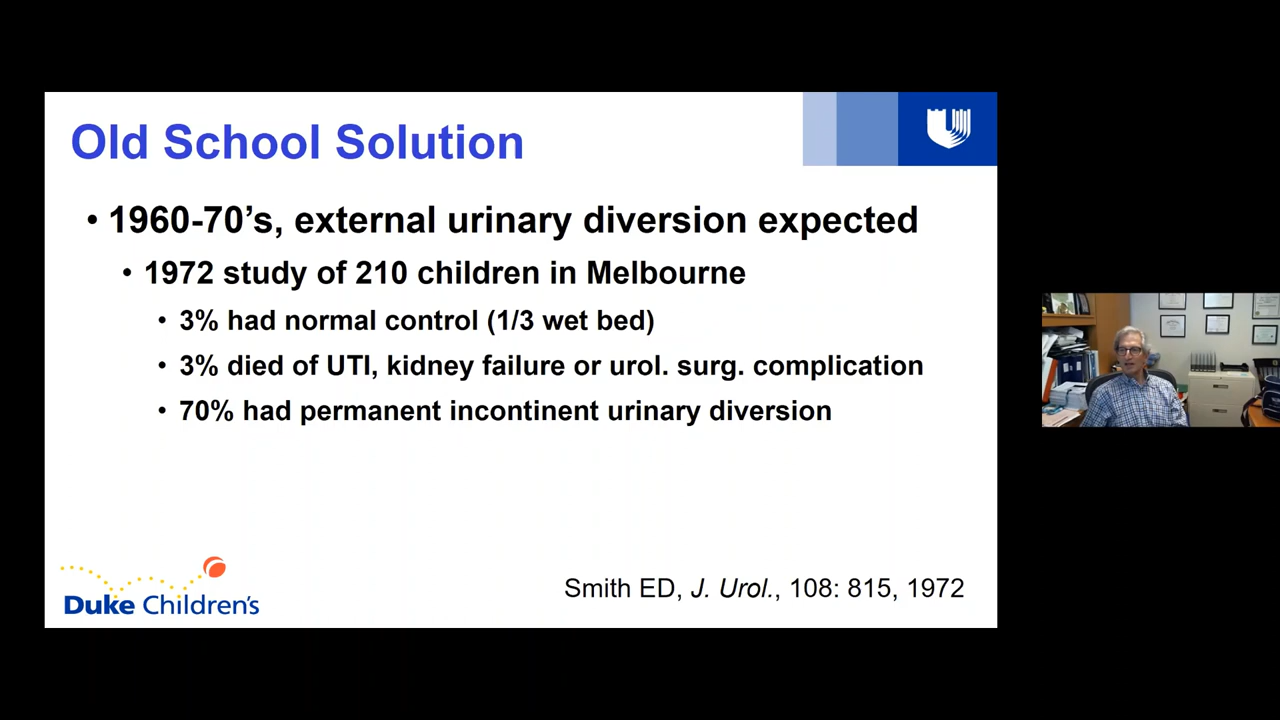 Old School Solution
• 1960-70's, external urinary diversion expected
• 1972 study of 210 children in Melbourne
• 3% had normal control (1/3 wet bed)
• 3% died of UTI, kidney failure or urol. surg. complication
• 70% had permanent incontinent urinary diversion
Duke Children's
Smith ED, J. Urol., 108: 815, 1972